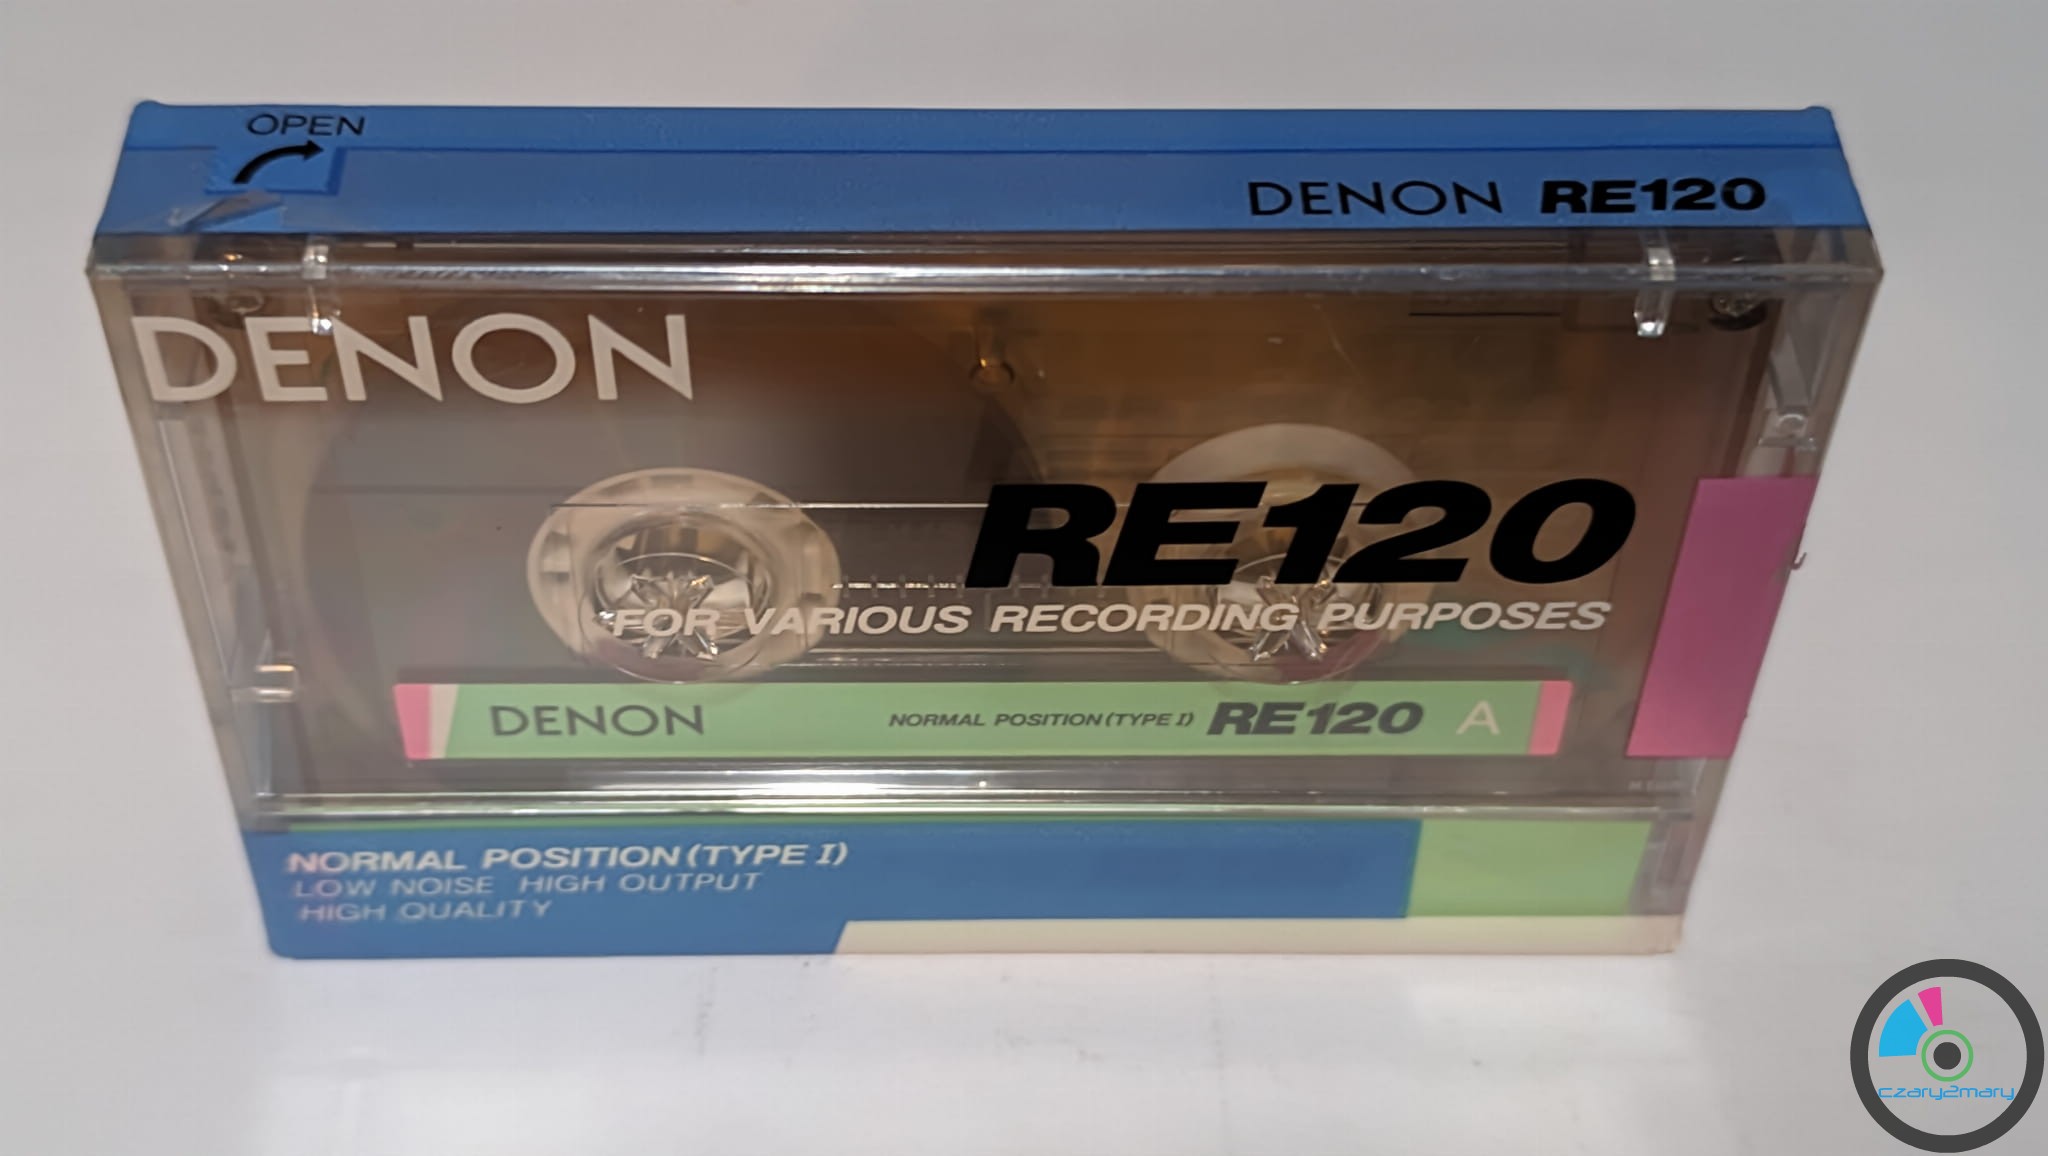 OPEN
DENON RE120
DENON
RE120
FOR VARIOUS RECORDING PURPOSES
DENON NORMAL POSITION (TYPE I) RE120 A
NORMAL POSITION (TYPE I)
LOW NOISE HIGH OUTPUT
HIGH QUALITY
czary2mary